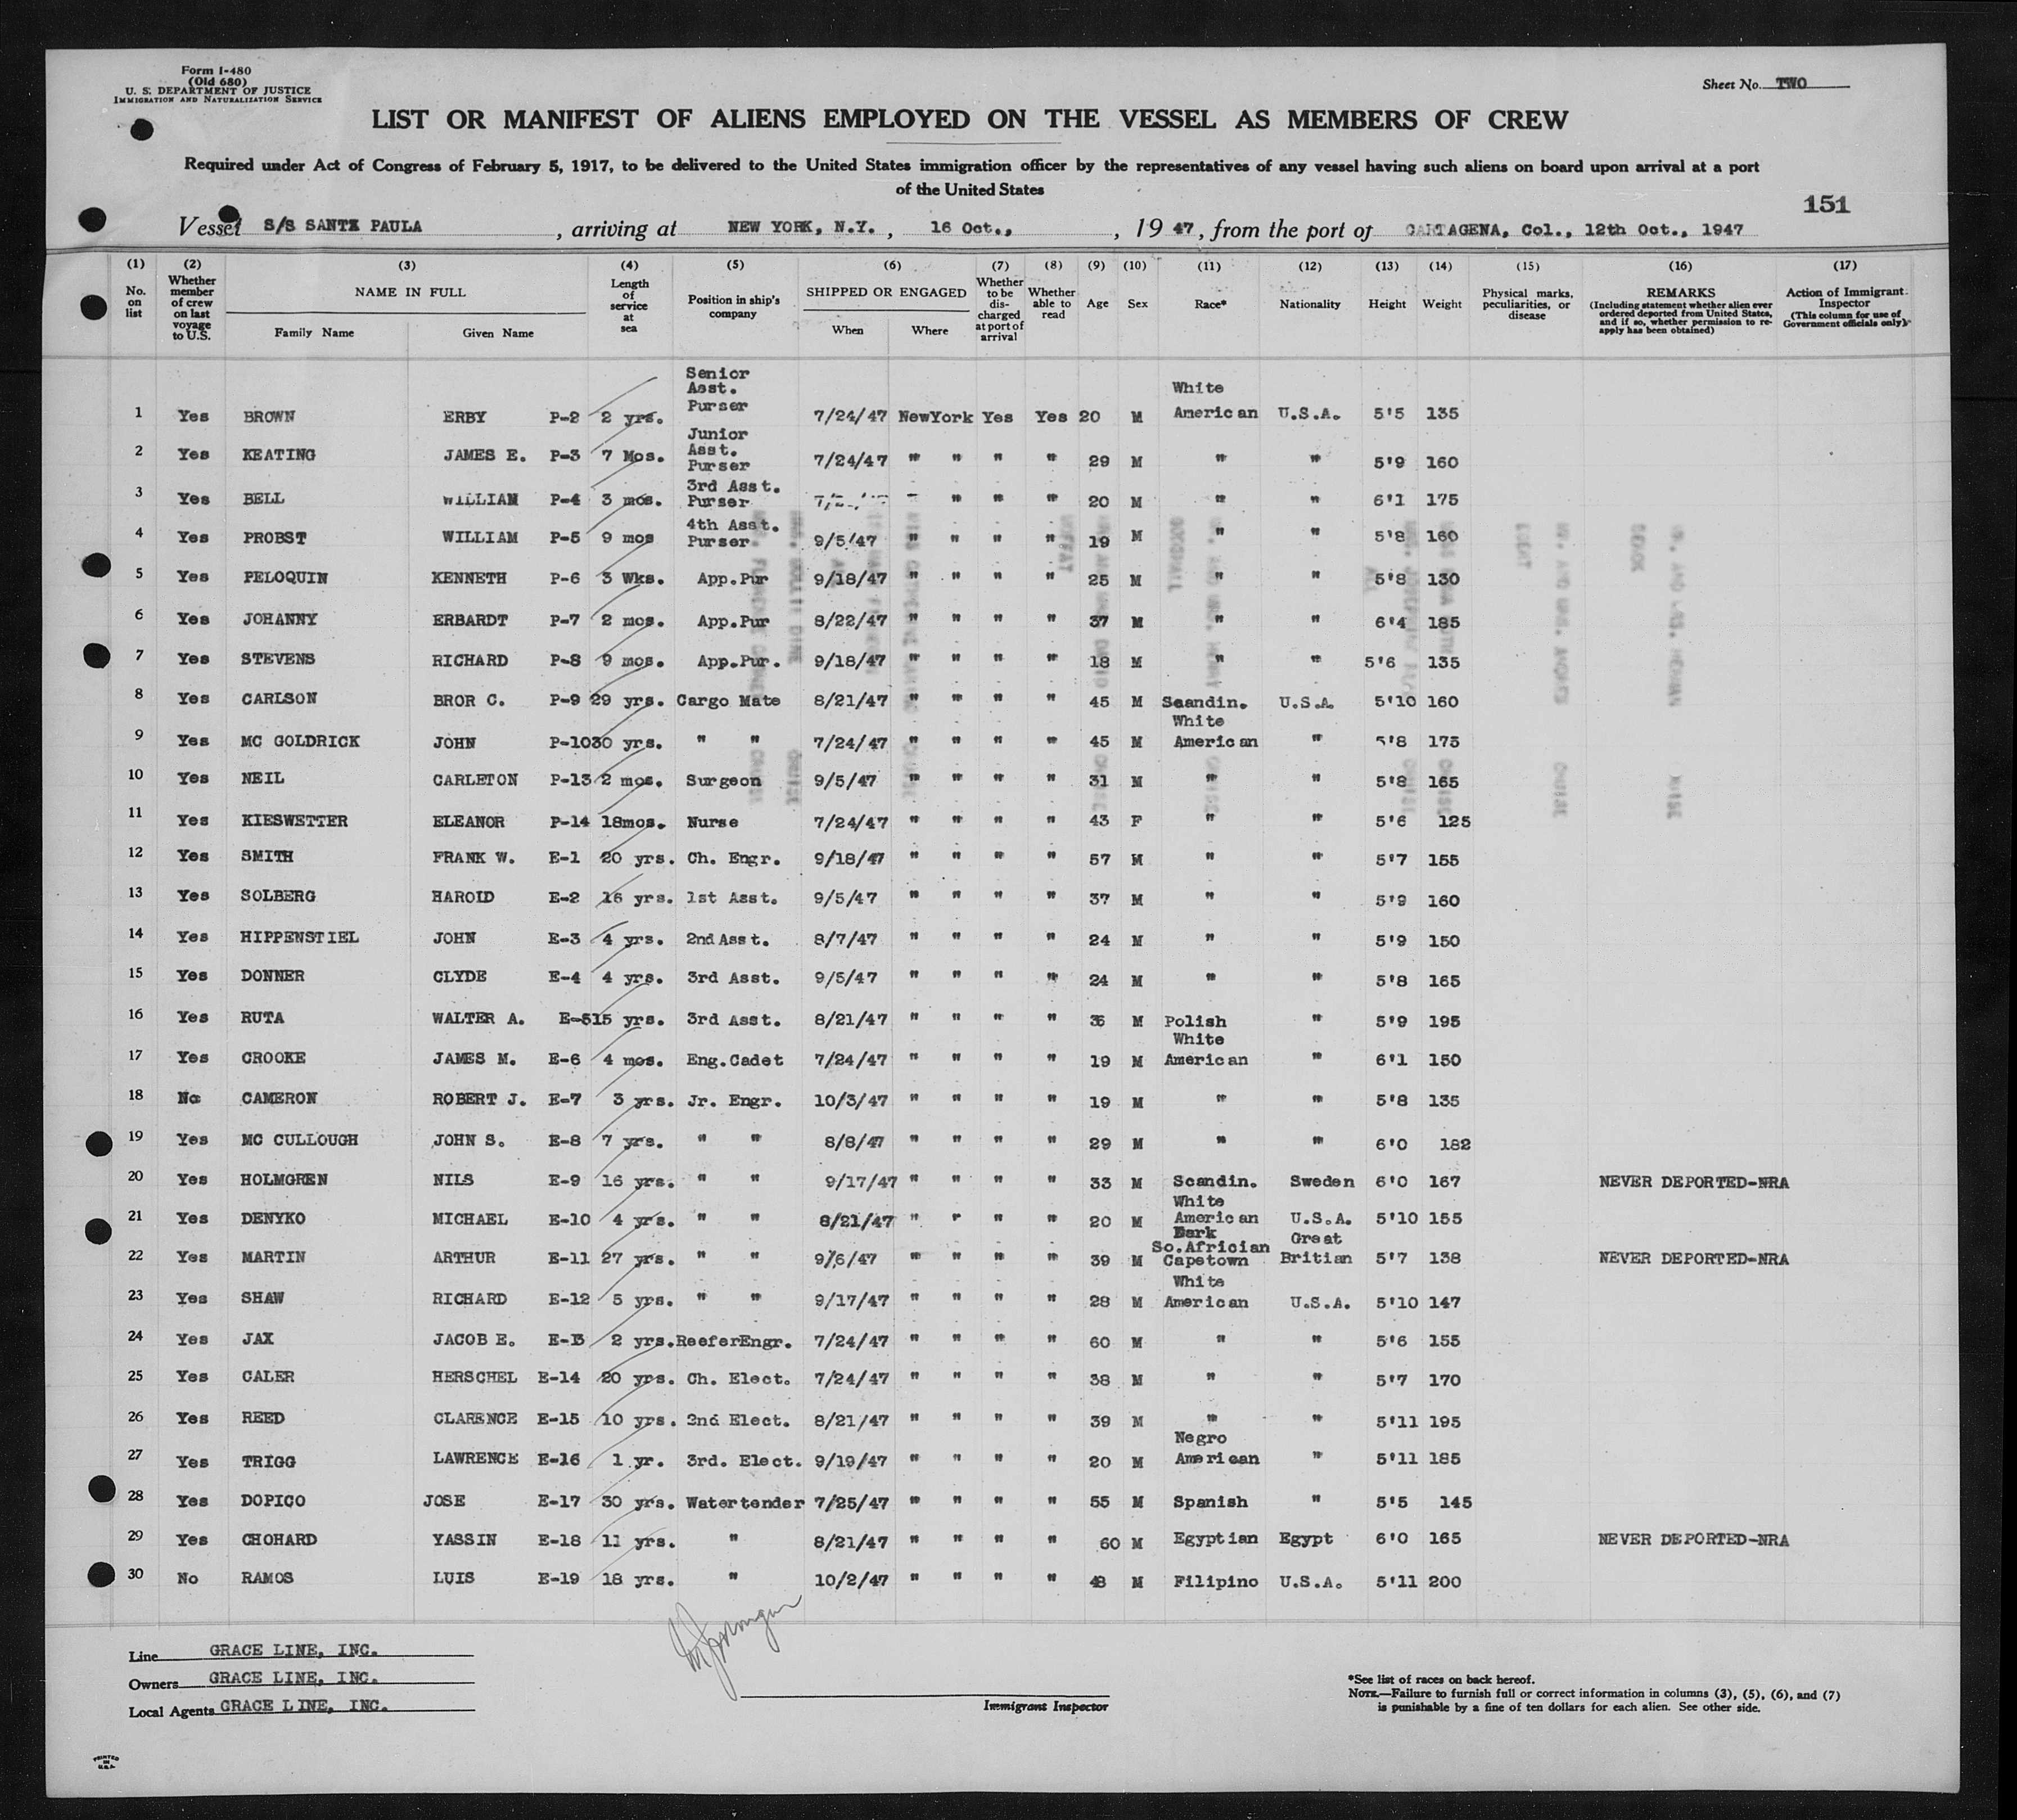 Form I-480
(Old 680)
U. S. DEPARTMENT OF JUSTICE
IMMIGRATION AND NATURALIZATION SERVICE
Sheet No. TWO
LIST OR MANIFEST OF ALIENS EMPLOYED ON THE VESSEL AS MEMBERS OF CREW
Required under Act of Congress of February 5, 1917, to be delivered to the United States immigration officer by the representatives of any vessel having such aliens on board upon arrival at a port
of the United States
151
Vessel S/S SANTA PAULA, arriving at NEW YORK, N.Y., 16 Oct., , 1947, from the port of CARTAGENA, Col., 12th Oct., 1947
(1) (2) (3) (4) (5) (6) (7) (8) (9) (10) (11) (12) (13) (14) (15) (16) (17)
No. on list
Whether member of crew on last voyage to U.S.
NAME IN FULL
Family Name Given Name
Length of service at sea
Position in ship's company
SHIPPED OR ENGAGED
When Where
Whether to be discharged at port of arrival
Whether able to read
Age Sex Race* Nationality Height Weight
Physical marks, peculiarities, or disease
REMARKS
(Including statement whether alien ever ordered deported from United States, and if so, whether permission to re-apply has been obtained)
Action of Immigrant Inspector
(This column for use of Government officials only)
1 Yes BROWN ERBY P-2 2 yrs. Senior Asst. Purser 7/24/47 NewYork Yes Yes 20 M White American U.S.A. 5'5 135
2 Yes KEATING JAMES E. P-3 7 Mos. Junior Asst. Purser 7/24/47 " " " " 29 M " " 5'9 160
3 Yes BELL WILLIAM P-4 3 mos. 3rd Asst. Purser " " " 20 M " " 6'1 175
4 Yes PROBST WILLIAM P-5 9 mos 4th Asst. Purser 9/5/47 " " " " 19 M " " 5'8 160
5 Yes PELOQUIN KENNETH P-6 3 Wks. App.Pur 9/18/47 " " " " 25 M " " 5'8 130
6 Yes JOHANNY ERBARDT P-7 2 mos. App.Pur 8/22/47 " " " " 37 M " " 6'4 185
7 Yes STEVENS RICHARD P-8 9 mos. App.Pur. 9/18/47 " " " " 18 M " " 5'6 135
8 Yes CARLSON BROR C. P-9 29 yrs. Cargo Mate 8/21/47 " " " " 45 M Scandin. U.S.A. 5'10 160
9 Yes MC GOLDRICK JOHN P-10 30 yrs. " " 7/24/47 " " " " 45 M White American " 5'8 175
10 Yes NEIL CARLETON P-13 2 mos. Surgeon 9/5/47 " " " " 31 M " " 5'8 165
11 Yes KIESWETTER ELEANOR P-14 18mos. Nurse 7/24/47 " " " " 43 F " " 5'6 125
12 Yes SMITH FRANK W. E-1 20 yrs. Ch. Engr. 9/18/47 " " " " 57 M " " 5'7 155
13 Yes SOLBERG HAROLD E-2 16 yrs. 1st Asst. 9/5/47 " " " " 37 M " " 5'9 160
14 Yes HIPPENSTIEL JOHN E-3 4 yrs. 2nd Asst. 8/7/47 " " " " 24 M " " 5'9 150
15 Yes DONNER CLYDE E-4 4 yrs. 3rd Asst. 9/5/47 " " " " 24 M " " 5'8 165
16 Yes RUTA WALTER A. E-5 15 yrs. 3rd Asst. 8/21/47 " " " " 36 M Polish " 5'9 195
17 Yes CROOKE JAMES M. E-6 4 mos. Eng.Cadet 7/24/47 " " " " 19 M White American " 6'1 150
18 No CAMERON ROBERT J. E-7 3 yrs. Jr. Engr. 10/3/47 " " " " 19 M " " 5'8 135
19 Yes MC CULLOUGH JOHN S. E-8 7 yrs. " " 8/8/47 " " " " 29 M " " 6'0 182
20 Yes HOLMGREN NILS E-9 16 yrs. " " 9/17/47 " " " " 33 M Scandin. Sweden 6'0 167 NEVER DEPORTED-NRA
21 Yes DENYKO MICHAEL E-10 4 yrs. " " 8/21/47 " " " " 20 M White American U.S.A. 5'10 155
22 Yes MARTIN ARTHUR E-11 27 yrs. " " 9/6/47 " " " " 39 M Dark So.Africian Capetown Great Britian 5'7 138 NEVER DEPORTED-NRA
23 Yes SHAW RICHARD E-12 5 yrs. " " 9/17/47 " " " " 28 M White American U.S.A. 5'10 147
24 Yes JAX JACOB E. E-13 2 yrs. ReeferEngr. 7/24/47 " " " " 60 M " " 5'6 155
25 Yes CALER HERSCHEL E-14 20 yrs. Ch. Elect. 7/24/47 " " " " 38 M " " 5'7 170
26 Yes REED CLARENCE E-15 10 yrs. 2nd Elect. 8/21/47 " " " " 39 M " " 5'11 195
27 Yes TRIGG LAWRENCE E-16 1 yr. 3rd. Elect. 9/19/47 " " " " 20 M Negro American " 5'11 185
28 Yes DOPICO JOSE E-17 30 yrs. Watertender 7/25/47 " " " " 55 M Spanish " 5'5 145
29 Yes CHOHARD YASSIN E-18 11 yrs. " 8/21/47 " " " " 60 M Egyptian Egypt 6'0 165 NEVER DEPORTED-NRA
30 No RAMOS LUIS E-19 18 yrs. " 10/2/47 " " " " 48 M Filipino U.S.A. 5'11 200
Line GRACE LINE, INC.
Owners GRACE LINE, INC.
Local Agents GRACE LINE, INC.
Immigrant Inspector
*See list of races on back hereof.
NOTE.—Failure to furnish full or correct information in columns (3), (5), (6), and (7)
is punishable by a fine of ten dollars for each alien. See other side.
PRINTED
IN
U.S.A.